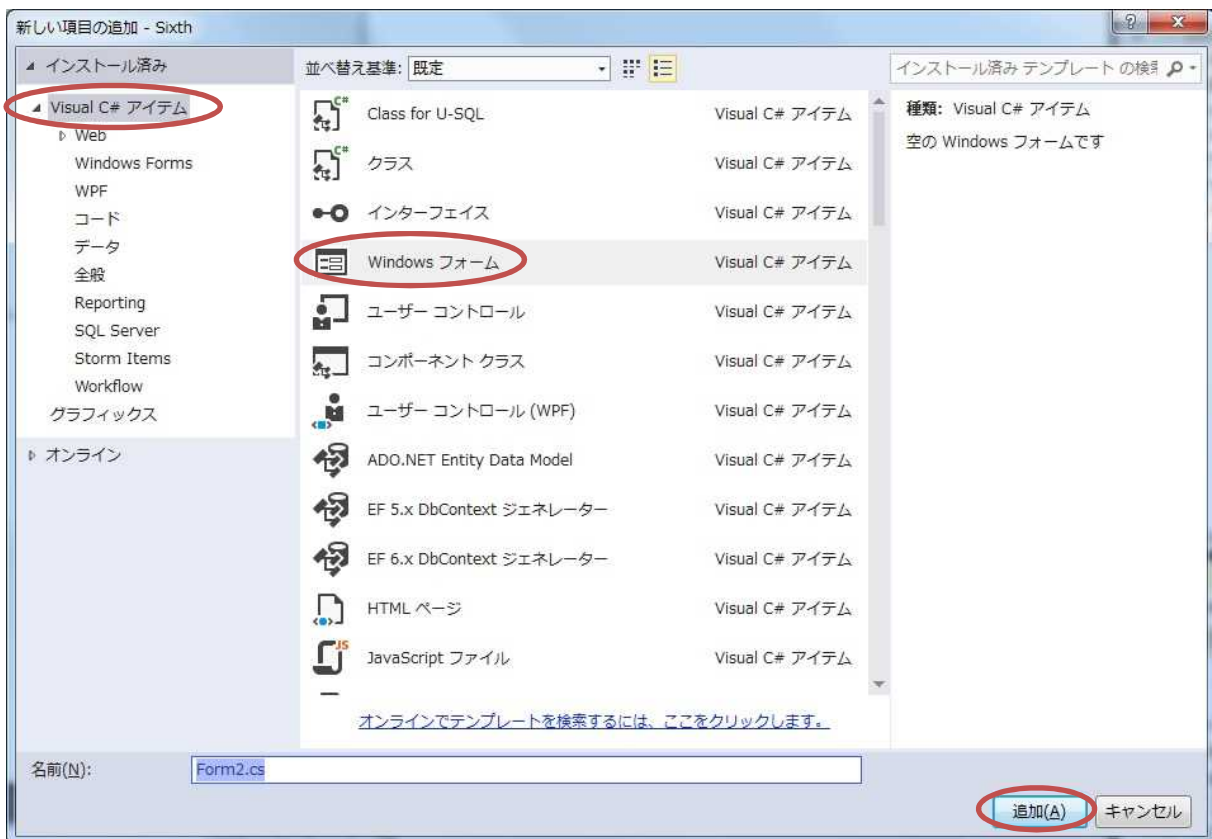 新しい項目の追加 - Sixth
インストール済み
Visual C# アイテム
Web
Windows Forms
WPF
コード
データ
全般
Reporting
SQL Server
Storm Items
Workflow
グラフィックス
オンライン
並べ替え基準: 既定
Class for U-SQL Visual C# アイテム
クラス Visual C# アイテム
インターフェイス Visual C# アイテム
Windows フォーム Visual C# アイテム
ユーザー コントロール Visual C# アイテム
コンポーネント クラス Visual C# アイテム
ユーザー コントロール (WPF) Visual C# アイテム
ADO.NET Entity Data Model Visual C# アイテム
EF 5.x DbContext ジェネレーター Visual C# アイテム
EF 6.x DbContext ジェネレーター Visual C# アイテム
HTML ページ Visual C# アイテム
JavaScript ファイル Visual C# アイテム
オンラインでテンプレートを検索するには、ここをクリックします。
インストール済み テンプレート の検
種類: Visual C# アイテム
空の Windows フォームです
名前(N): Form2.cs
追加(A) キャンセル